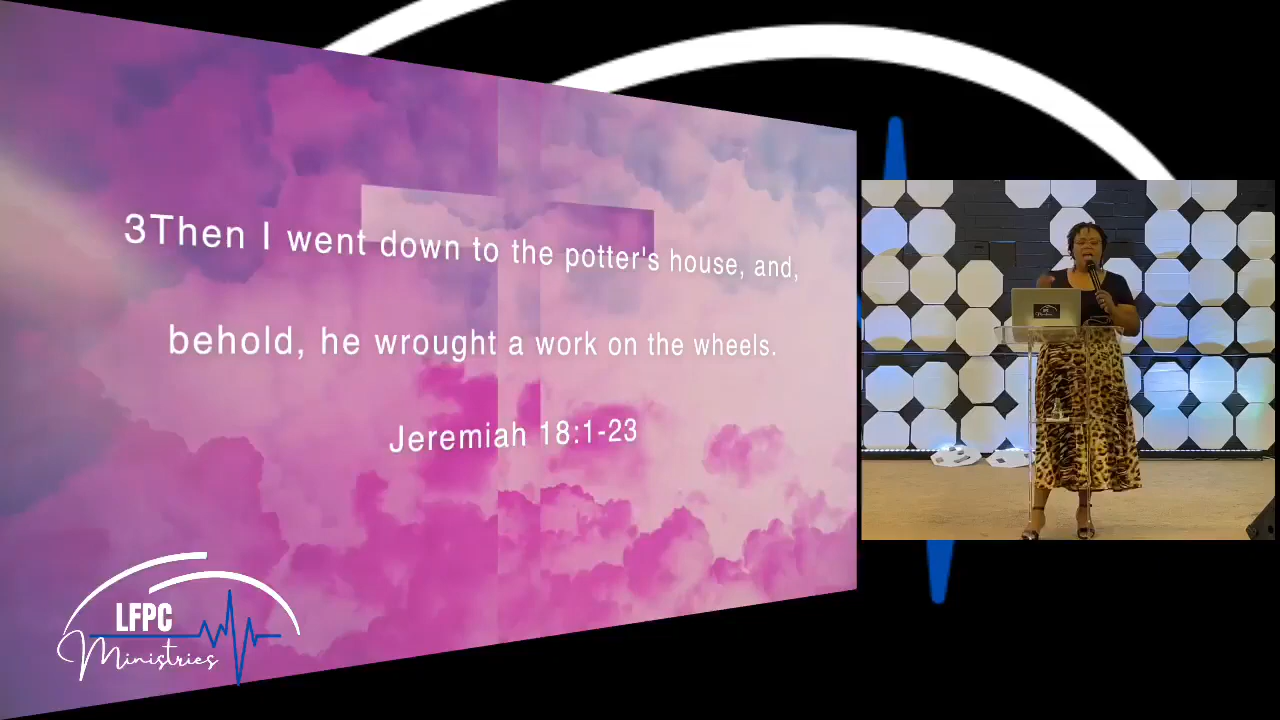 3Then I went down to the potter's house, and,
behold, he wrought a work on the wheels.
Jeremiah 18:1-23
LFPC
Ministries